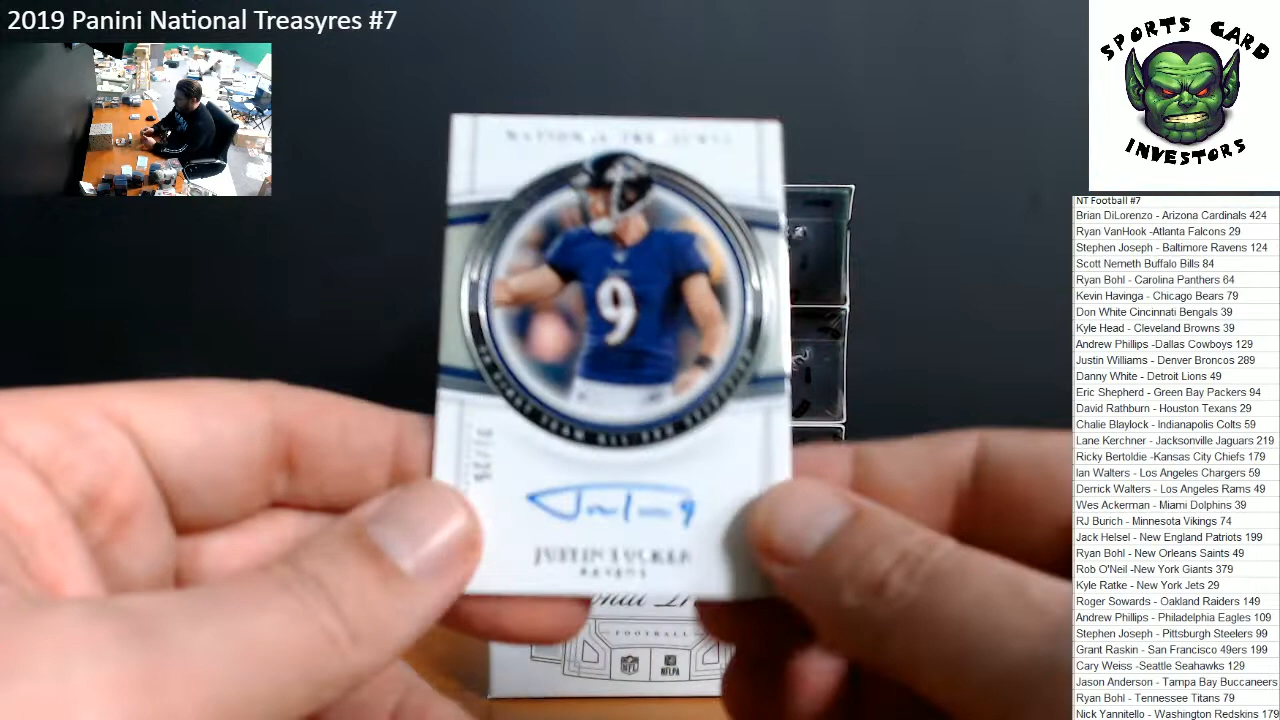 2019 Panini National Treasyres #7
SPORTS CARD
INVESTORS
NT Football #7
Brian DiLorenzo - Arizona Cardinals 424
Ryan VanHook -Atlanta Falcons 29
Stephen Joseph - Baltimore Ravens 124
Scott Nemeth Buffalo Bills 84
Ryan Bohl - Carolina Panthers 64
Kevin Havinga - Chicago Bears 79
Don White Cincinnati Bengals 39
Kyle Head - Cleveland Browns 39
Andrew Phillips -Dallas Cowboys 129
Justin Williams - Denver Broncos 289
Danny White - Detroit Lions 49
Eric Shepherd - Green Bay Packers 94
David Rathburn - Houston Texans 29
Chalie Blaylock - Indianapolis Colts 59
Lane Kerchner - Jacksonville Jaguars 219
Ricky Bertoldie -Kansas City Chiefs 179
Ian Walters - Los Angeles Chargers 59
Derrick Walters - Los Angeles Rams 49
Wes Ackerman - Miami Dolphins 39
RJ Burich - Minnesota Vikings 74
Jack Helsel - New England Patriots 199
Ryan Bohl - New Orleans Saints 49
Rob O'Neil -New York Giants 379
Kyle Ratke - New York Jets 29
Roger Sowards - Oakland Raiders 149
Andrew Phillips - Philadelphia Eagles 109
Stephen Joseph - Pittsburgh Steelers 99
Grant Raskin - San Francisco 49ers 199
Cary Weiss -Seattle Seahawks 129
Jason Anderson - Tampa Bay Buccaneers
Ryan Bohl - Tennessee Titans 79
Nick Yannitello - Washington Redskins 179
NATIONAL TREASURES
9
JUSTIN TUCKER
RAVENS
FOOTBALL
NFL
NFLPA